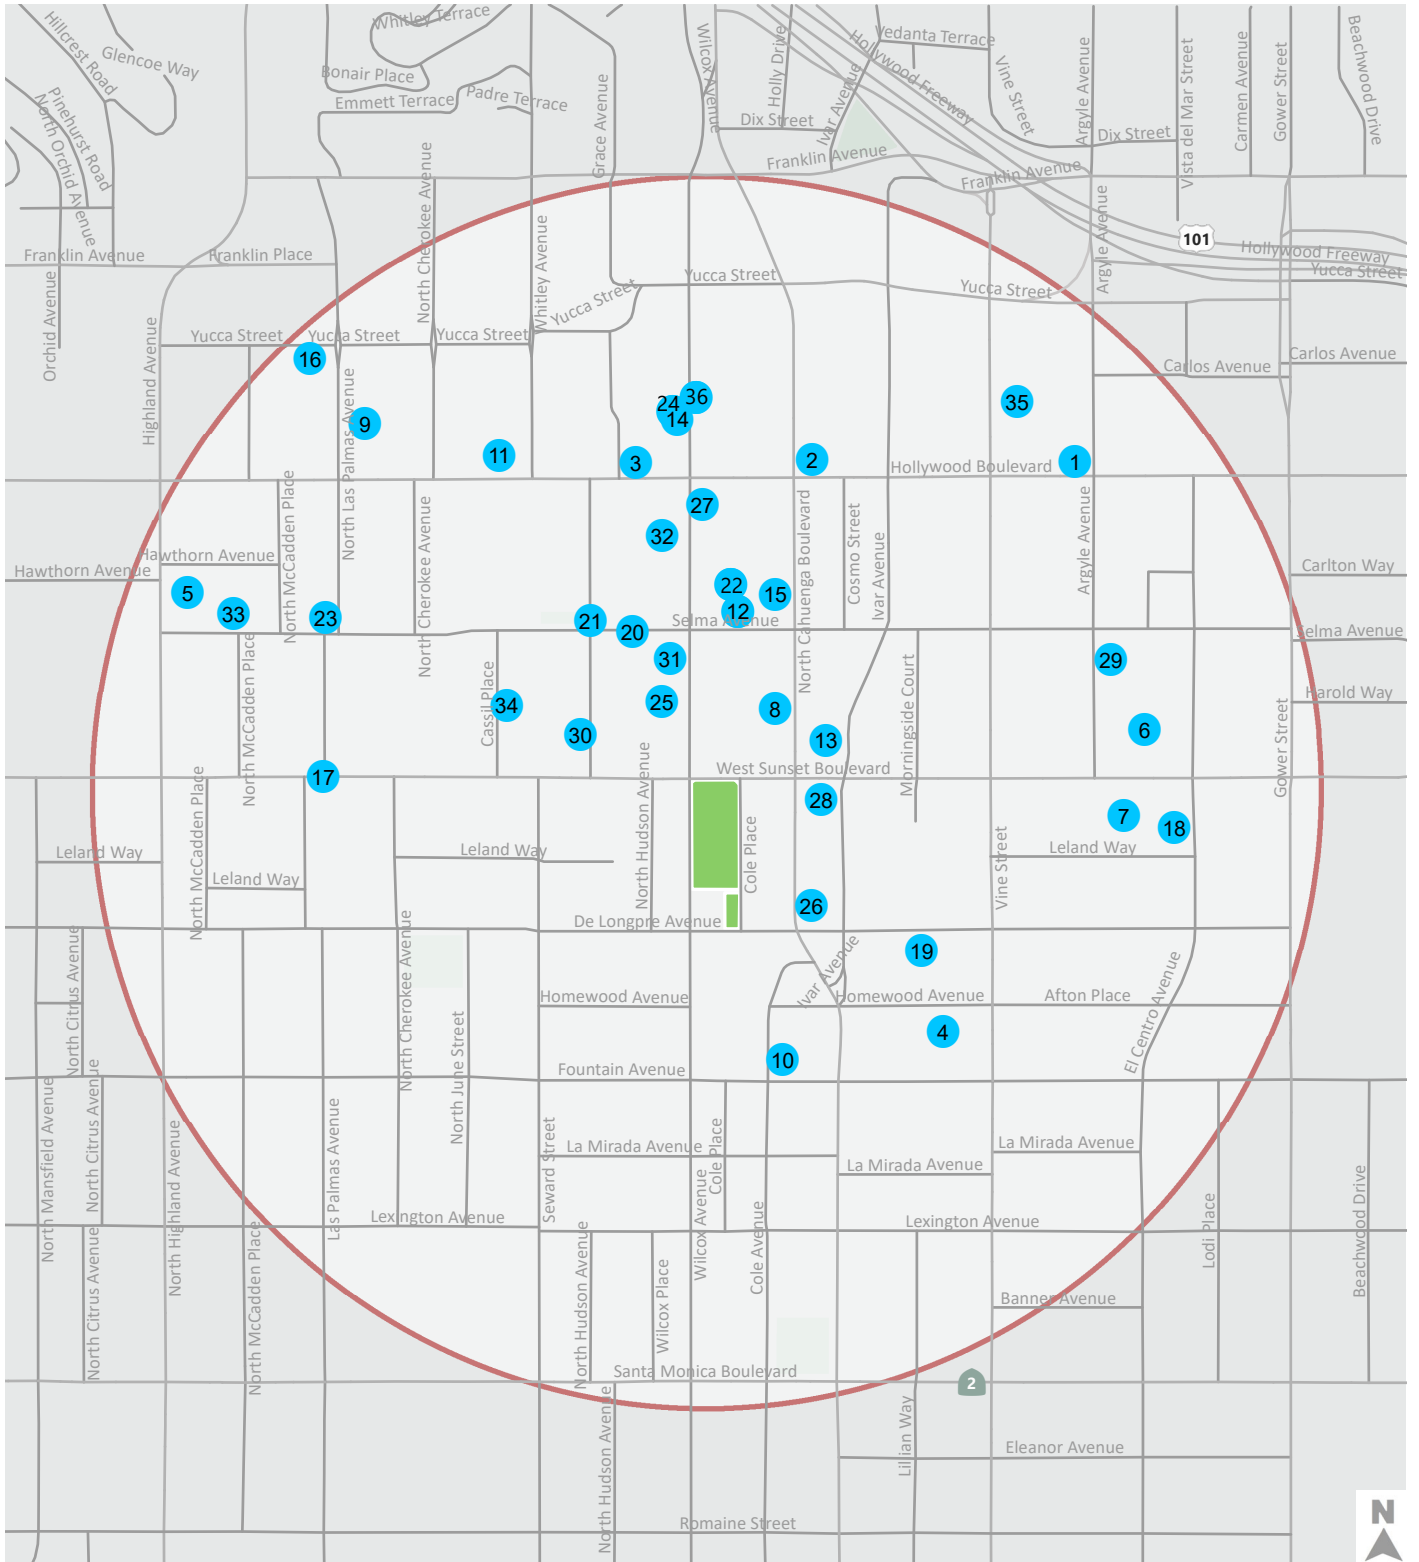 Hillcrest Road
Glencoe Way
Whitley Terrace
Bonair Place
Emmett Terrace
Padre Terrace
Pinehurst Road
North Orchid Avenue
Grace Avenue
Wilcox Avenue
Holly Drive
Dix Street
Ivar Avenue
Vedanta Terrace
Hollywood Freeway
Vine Street
Argyle Avenue
Dix Street
Vista del Mar Street
Carmen Avenue
Gower Street
Beachwood Drive
Franklin Avenue
Franklin Avenue
North Cherokee Avenue
Whitley Avenue
Argyle Avenue
101
Franklin Avenue
Franklin Place
Hollywood Freeway
Yucca Street
Orchid Avenue
Highland Avenue
Yucca Street
Yucca Street
Yucca Street
Yucca Street
Yucca Street
Yucca Street
Carlos Avenue
Carlos Avenue
16
9
North Las Palmas Avenue
11
24
36
14
3
2
35
1
Hollywood Boulevard
27
32
North McCadden Place
North Cherokee Avenue
North Cahuenga Boulevard
Cosmo Street
Ivar Avenue
Argyle Avenue
Hawthorn Avenue
Hawthorn Avenue
Carlton Way
5
33
23
21
20
22
12
15
Selma Avenue
Selma Avenue
31
29
Harold Way
North McCadden Place
Cassil Place
34
30
25
8
13
6
Morningside Court
Gower Street
17
North Hudson Avenue
West Sunset Boulevard
28
7
18
North McCadden Place
Leland Way
Leland Way
Leland Way
Leland Way
Cole Place
Vine Street
26
De Longpre Avenue
19
North Citrus Avenue
North Cherokee Avenue
Ivar Avenue
Homewood Avenue
Homewood Avenue
Afton Place
El Centro Avenue
4
10
North June Street
Fountain Avenue
North Mansfield Avenue
North Citrus Avenue
North Highland Avenue
Las Palmas Avenue
Seward Street
La Mirada Avenue
Cole Place
La Mirada Avenue
La Mirada Avenue
Lexington Avenue
Lexington Avenue
Wilcox Avenue
Cole Avenue
Lodi Place
Beachwood Drive
North Citrus Avenue
North McCadden Place
North Hudson Avenue
Wilcox Place
Banner Avenue
Santa Monica Boulevard
2
North Hudson Avenue
Lillian Way
Eleanor Avenue
Romaine Street
N